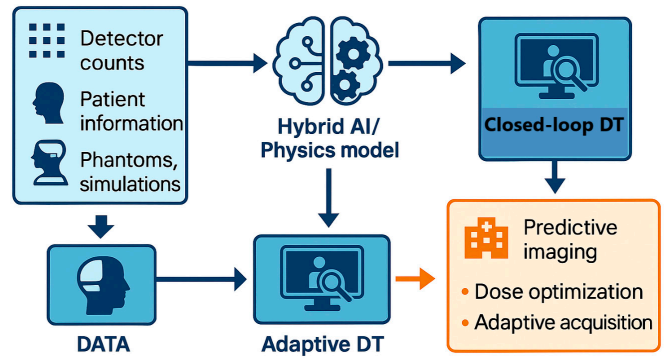 Detector
counts
Patient
information
Phantoms,
simulations
Hybrid AI/
Physics model
Closed-loop DT
DATA
Adaptive DT
Predictive
imaging
• Dose optimization
• Adaptive acquisition